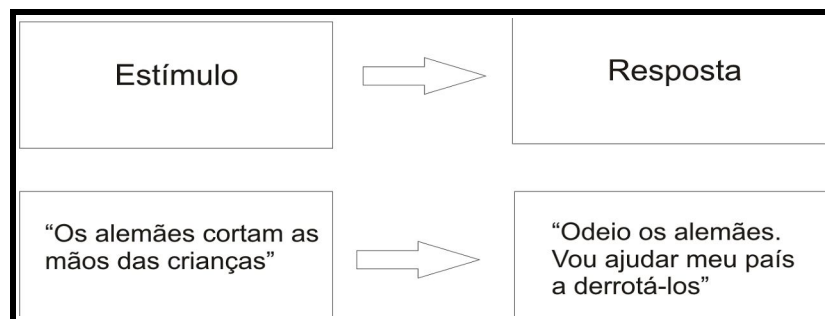 Estímulo
Resposta
“Os alemães cortam as
mãos das crianças”
“Odeio os alemães.
Vou ajudar meu país
a derrotá-los”